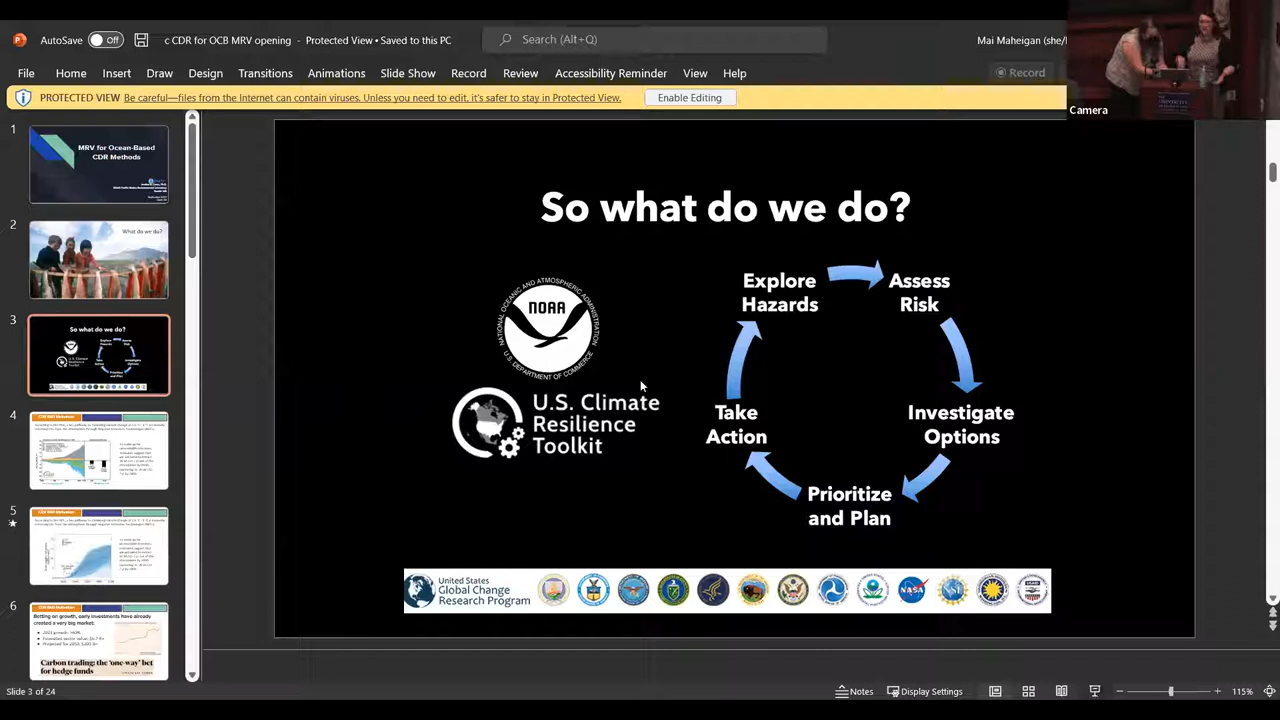 AutoSave
Off
c CDR for OCB MRV opening - Protected View • Saved to this PC
Search (Alt+Q)
Mai Maheigan (she/
File
Home
Insert
Draw
Design
Transitions
Animations
Slide Show
Record
Review
Accessibility Reminder
View
Help
Record
PROTECTED VIEW Be careful—files from the Internet can contain viruses. Unless you need to edit, it's safer to stay in Protected View.
Enable Editing
Camera
1
MRV for Ocean-Based
CDR Methods
2
What do we do?
3
So what do we do?
4
5
6
Betting on growth, early investments have already
created a very big market:
Carbon trading: the 'one-way' bet
for hedge funds
So what do we do?
NATIONAL OCEANIC AND ATMOSPHERIC ADMINISTRATION
NOAA
U.S. DEPARTMENT OF COMMERCE
U.S. Climate
Resilience
Toolkit
Explore
Hazards
Assess
Risk
Investigate
Options
Prioritize
and Plan
Take
Action
United States
Global Change
Research Program
NASA
Slide 3 of 24
Notes
Display Settings
115%